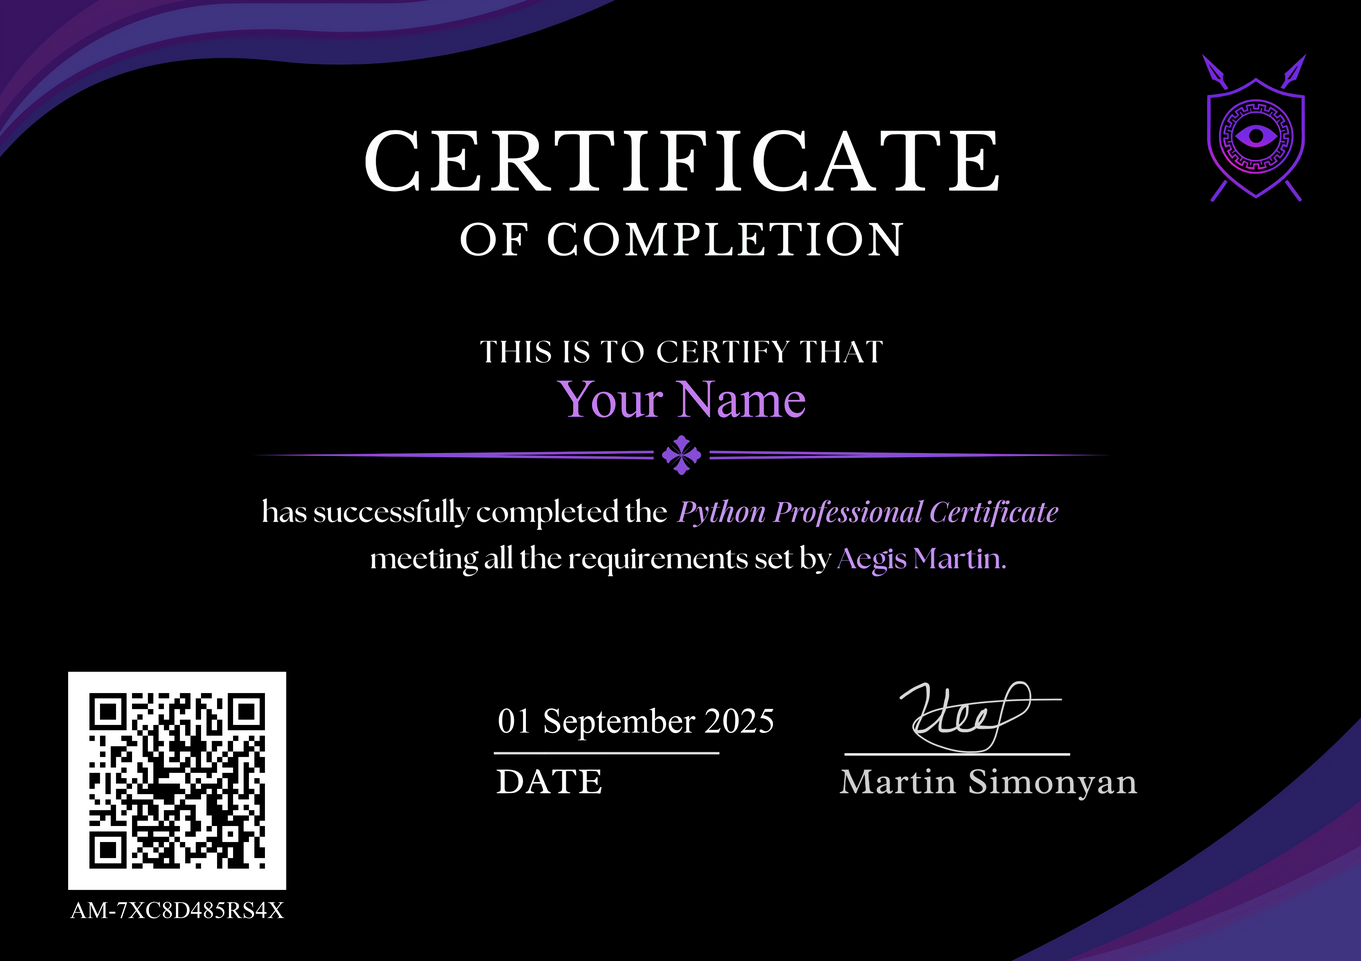 CERTIFICATE
OF COMPLETION
THIS IS TO CERTIFY THAT
Your Name
has successfully completed the Python Professional Certificate
meeting all the requirements set by Aegis Martin.
01 September 2025
DATE
Martin Simonyan
AM-7XC8D485RS4X